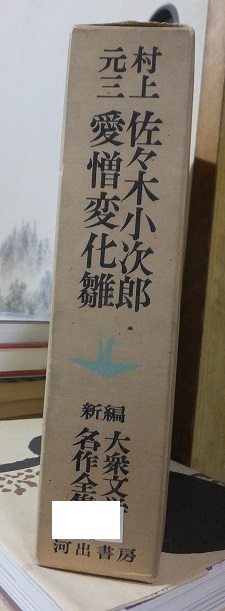 村上
元三
佐々木小次郎・
愛憎変化雛
新編
大衆文学
名作全集
河出書房